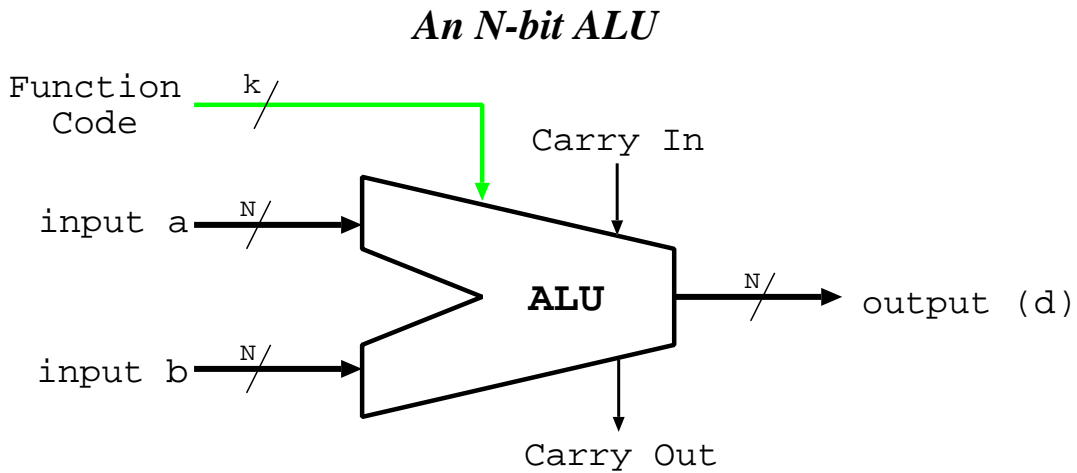 An N-bit ALU
Function
Code
k
Carry In
input a
N
ALU
N
output (d)
input b
N
Carry Out